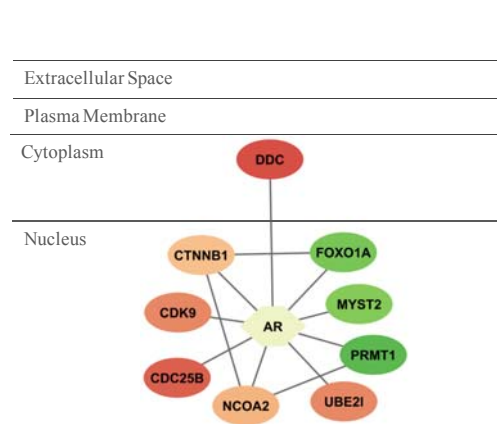 Extracellular Space
Plasma Membrane
Cytoplasm
DDC
Nucleus
CTNNB1
FOXO1A
CDK9
MYST2
AR
CDC25B
PRMT1
NCOA2
UBE2I